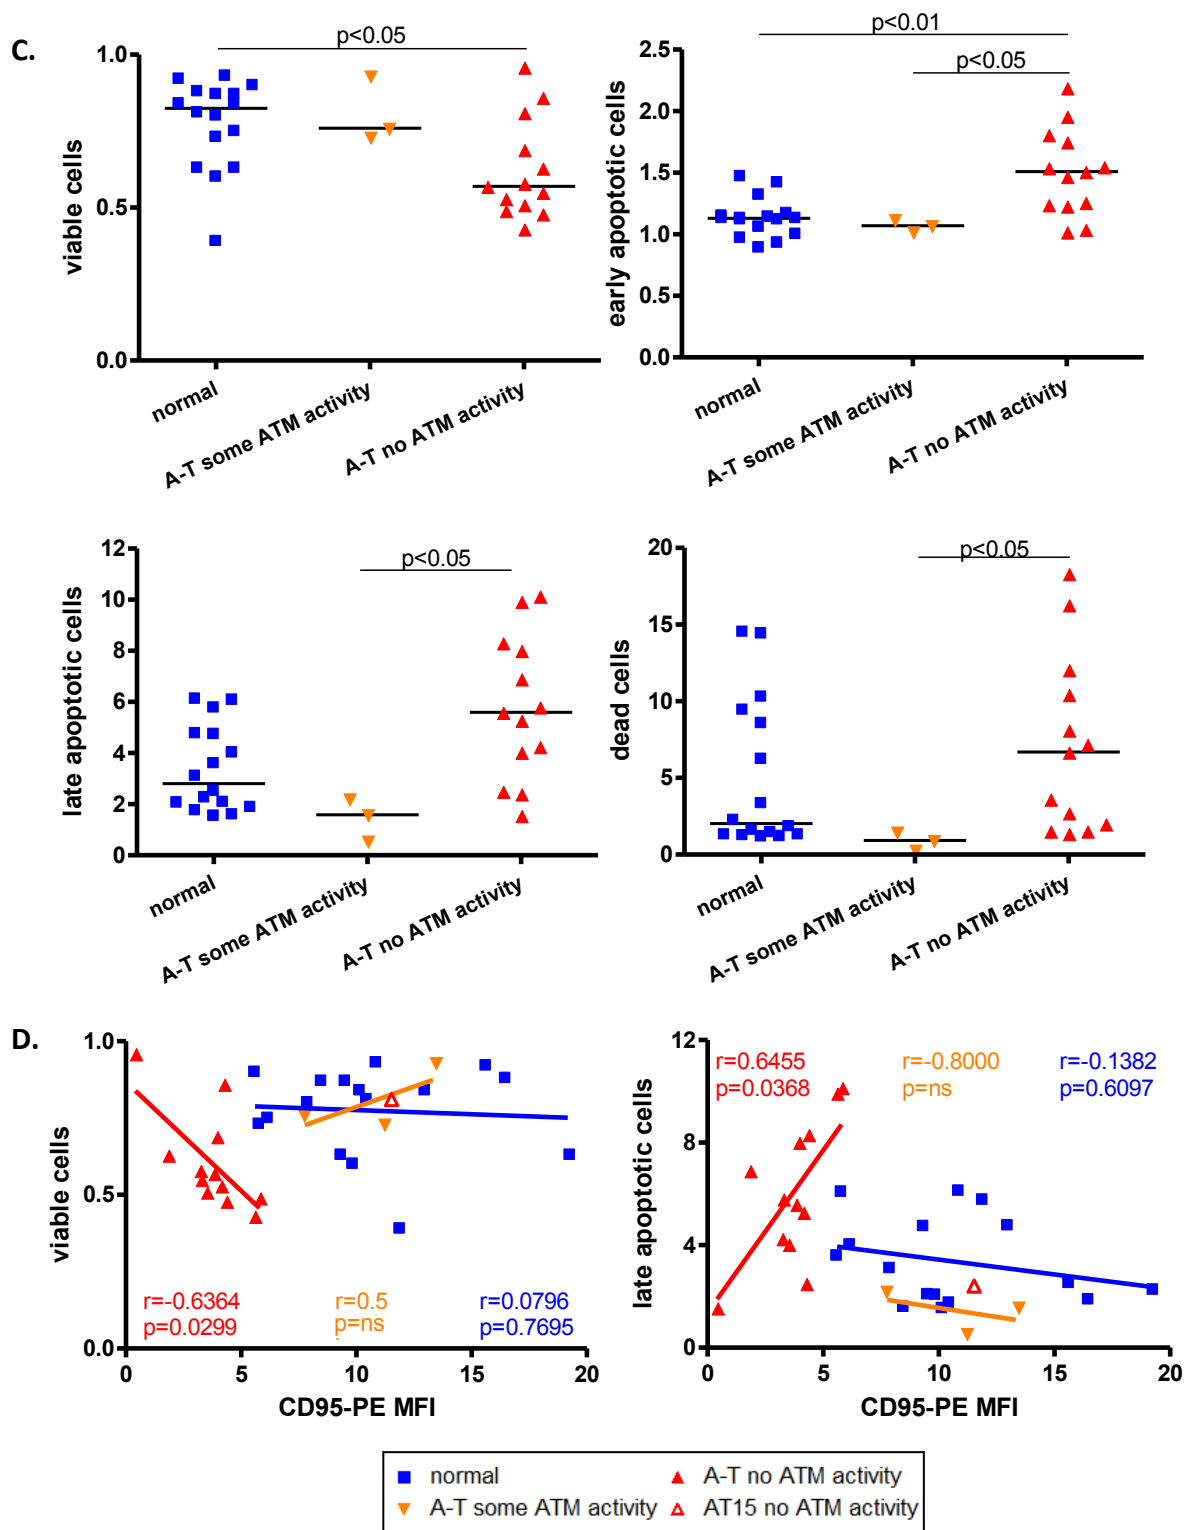 C.
p<0.05
1.0
0.5
0.0
viable cells
normal
A-T some ATM activity
A-T no ATM activity
p<0.01
p<0.05
2.5
2.0
1.5
1.0
0.5
0.0
early apoptotic cells
normal
A-T some ATM activity
A-T no ATM activity
p<0.05
12
10
8
6
4
2
0
late apoptotic cells
normal
A-T some ATM activity
A-T no ATM activity
p<0.05
20
15
10
5
0
dead cells
normal
A-T some ATM activity
A-T no ATM activity
D.
1.0
0.5
0.0
viable cells
r=-0.6364 r=0.5 r=0.0796
p=0.0299 p=ns p=0.7695
0 5 10 15 20
CD95-PE MFI
12
8
4
0
late apoptotic cells
r=0.6455 r=-0.8000 r=-0.1382
p=0.0368 p=ns p=0.6097
0 5 10 15 20
CD95-PE MFI
normal A-T no ATM activity
A-T some ATM activity AT15 no ATM activity